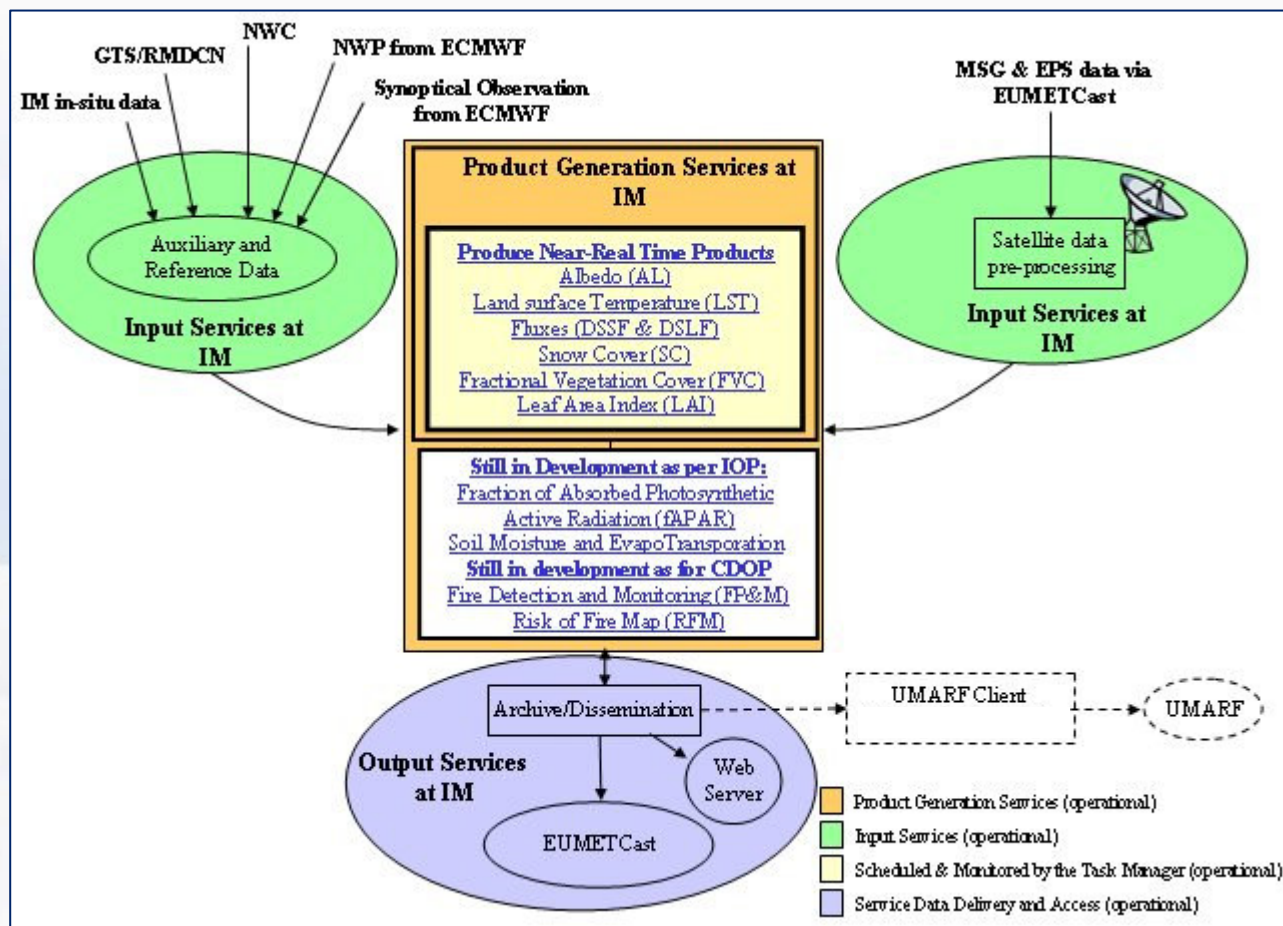 NWC
GTS/RMDCN
NWP from ECMWF
IM in-situ data
Synoptical Observation
from ECMWF
MSG & EPS data via
EUMETCast
Auxiliary and
Reference Data
Input Services at
IM
Product Generation Services at
IM
Produce Near-Real Time Products
Albedo (AL)
Land surface Temperature (LST)
Fluxes (DSSF & DSLF)
Snow Cover (SC)
Fractional Vegetation Cover (FVC)
Leaf Area Index (LAI)
Satellite data
pre-processing
Input Services at
IM
Still in Development as per IOP:
Fraction of Absorbed Photosynthetic
Active Radiation (fAPAR)
Soil Moisture and EvapoTransporation
Still in development as for CDOP
Fire Detection and Monitoring (FP&M)
Risk of Fire Map (RFM)
Archive/Dissemination
UMARF Client
UMARF
Output Services
at IM
Web
Server
EUMETCast
Product Generation Services (operational)
Input Services (operational)
Scheduled & Monitored by the Task Manager (operational)
Service Data Delivery and Access (operational)